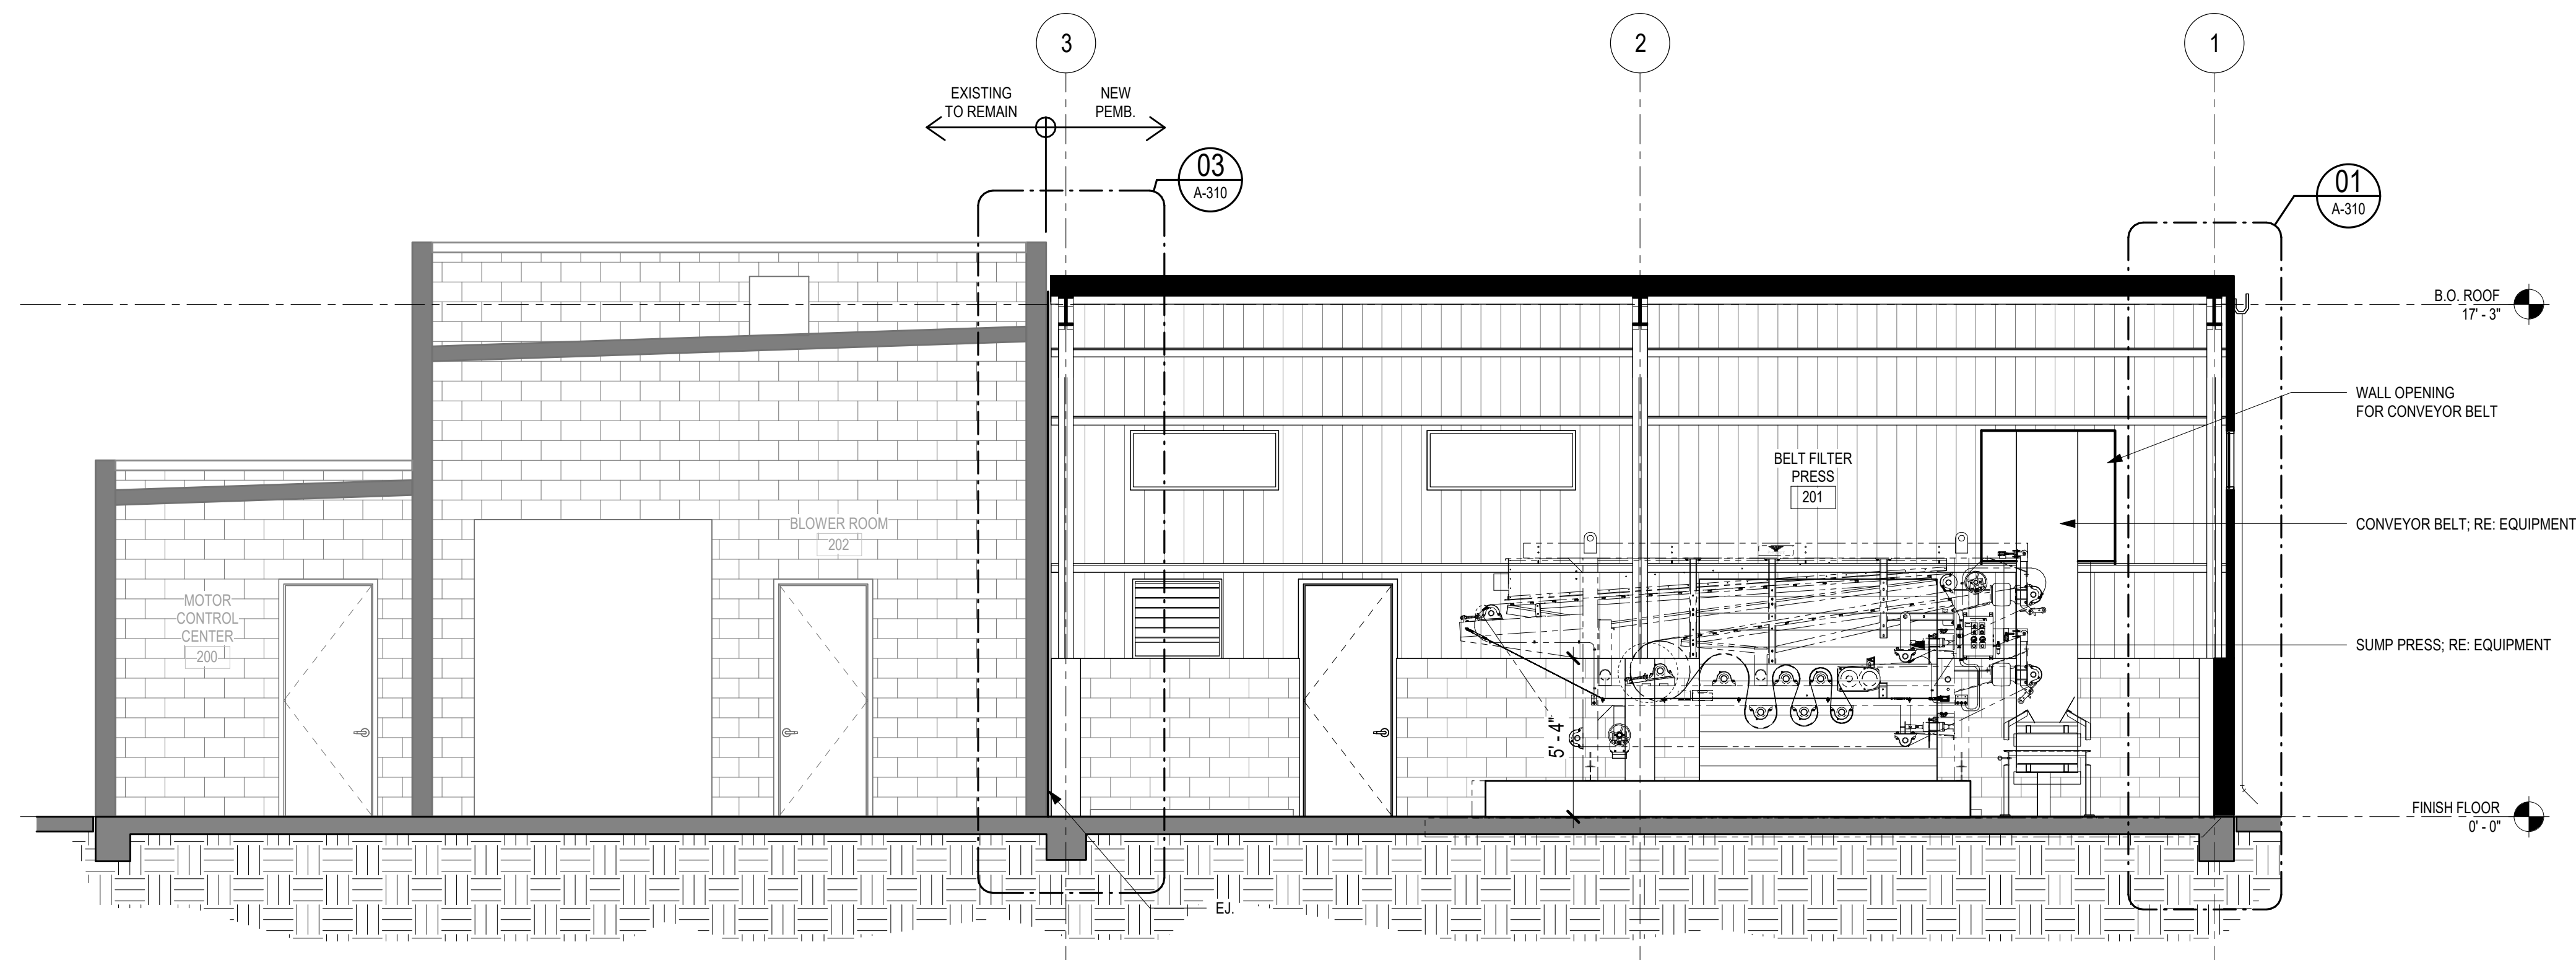 3
2
1
EXISTING
TO REMAIN
NEW
PEMB.
03
A-310
01
A-310
B.O. ROOF
17' - 3"
WALL OPENING
FOR CONVEYOR BELT
BELT FILTER
PRESS
201
CONVEYOR BELT; RE: EQUIPMENT
BLOWER ROOM
202
MOTOR
CONTROL
CENTER
200
SUMP PRESS; RE: EQUIPMENT
5' - 4"
FINISH FLOOR
0' - 0"
EJ.